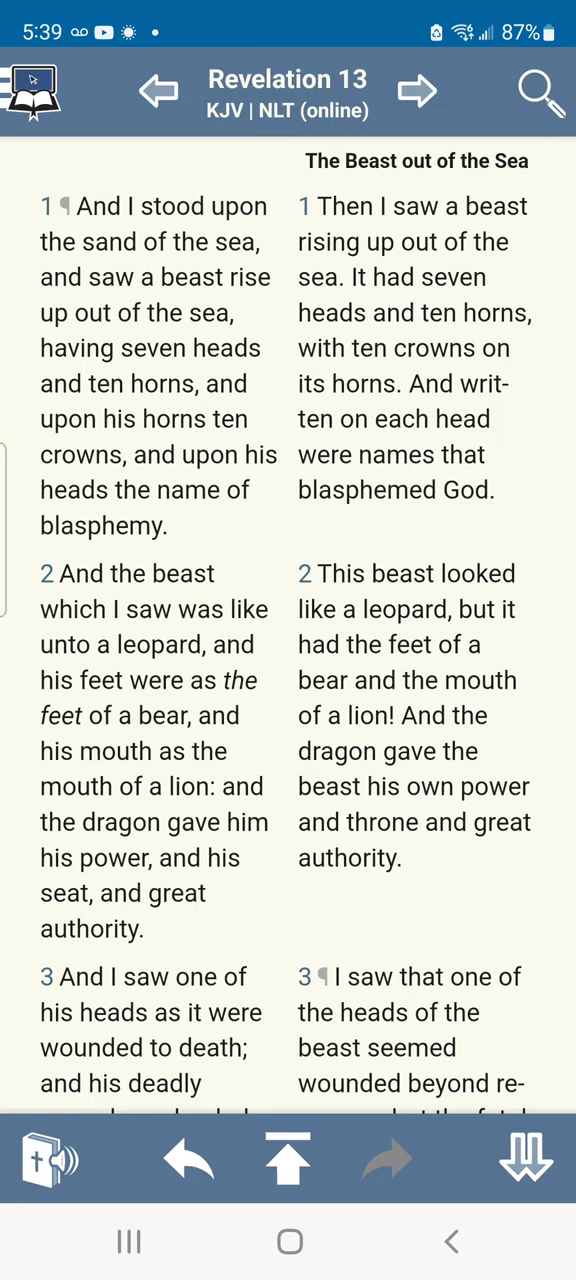 5:39
87%
Revelation 13
KJV | NLT (online)
The Beast out of the Sea
1 ¶ And I stood upon
the sand of the sea,
and saw a beast rise
up out of the sea,
having seven heads
and ten horns, and
upon his horns ten
crowns, and upon his
heads the name of
blasphemy.
2 And the beast
which I saw was like
unto a leopard, and
his feet were as the
feet of a bear, and
his mouth as the
mouth of a lion: and
the dragon gave him
his power, and his
seat, and great
authority.
3 And I saw one of
his heads as it were
wounded to death;
and his deadly
1 Then I saw a beast
rising up out of the
sea. It had seven
heads and ten horns,
with ten crowns on
its horns. And writ-
ten on each head
were names that
blasphemed God.
2 This beast looked
like a leopard, but it
had the feet of a
bear and the mouth
of a lion! And the
dragon gave the
beast his own power
and throne and great
authority.
3 ¶ I saw that one of
the heads of the
beast seemed
wounded beyond re-